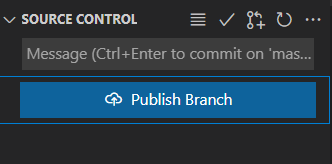 SOURCE CONTROL
Message (Ctrl+Enter to commit on 'mas...
Publish Branch